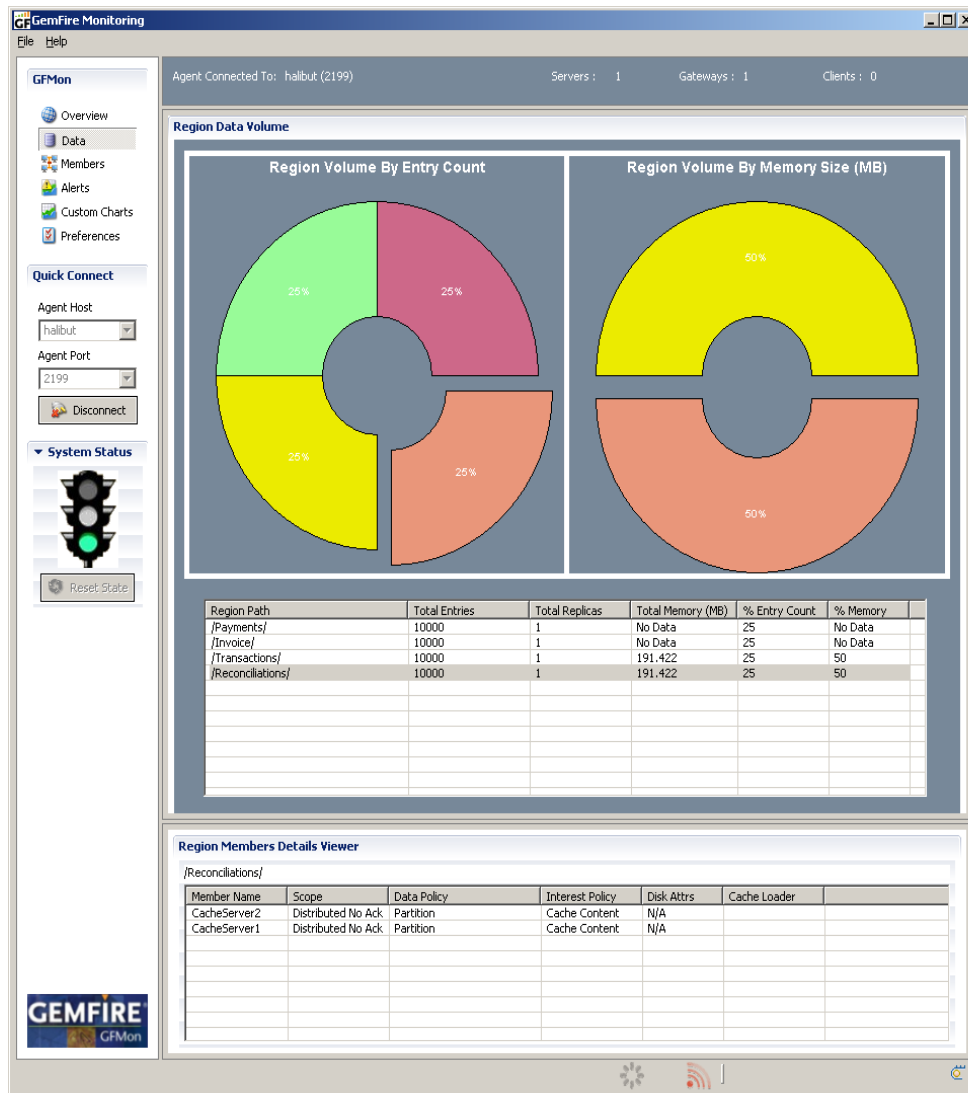 GF GemFire Monitoring
File Help
GFMon
Overview
Data
Members
Alerts
Custom Charts
Preferences
Quick Connect
Agent Host
halibut
Agent Port
2199
Disconnect
System Status
Reset State
GEMFIRE
GFMon
Agent Connected To: halibut (2199) Servers : 1 Gateways : 1 Clients : 0
Region Data Volume
Region Volume By Entry Count
25%
25%
25%
25%
Region Volume By Memory Size (MB)
50%
50%
Region Path Total Entries Total Replicas Total Memory (MB) % Entry Count % Memory
/Payments/ 10000 1 No Data 25 No Data
/Invoice/ 10000 1 No Data 25 No Data
/Transactions/ 10000 1 191.422 25 50
/Reconciliations/ 10000 1 191.422 25 50
Region Members Details Viewer
/Reconciliations/
Member Name Scope Data Policy Interest Policy Disk Attrs Cache Loader
CacheServer2 Distributed No Ack Partition Cache Content N/A
CacheServer1 Distributed No Ack Partition Cache Content N/A